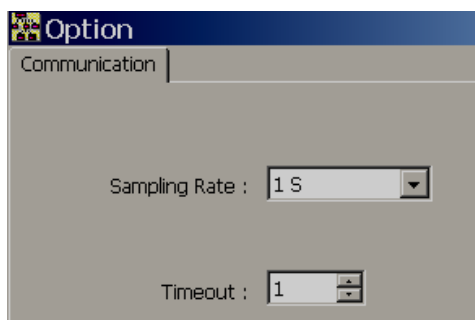 Option
Communication
Sampling Rate : 1 S
Timeout : 1